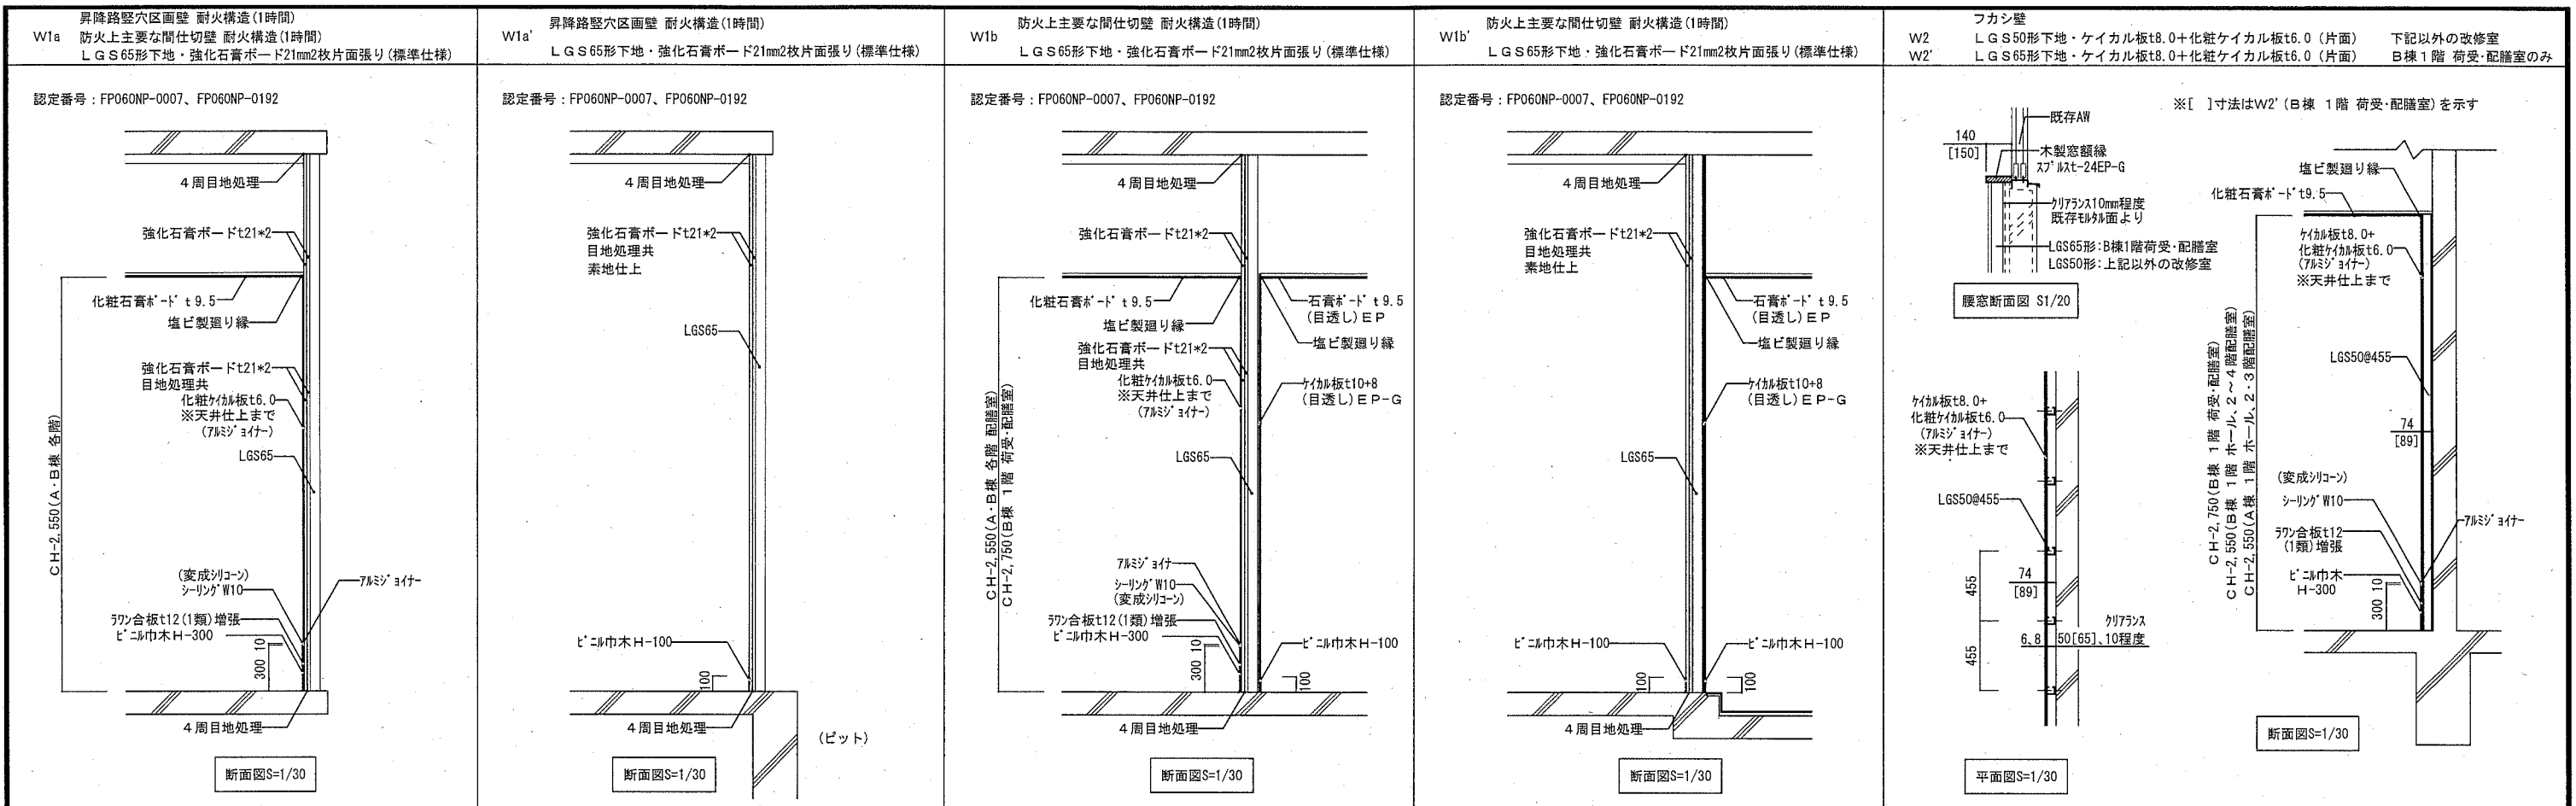 W1a
昇降路竪穴区画壁 耐火構造(1時間)
防火上主要な間仕切壁 耐火構造(1時間)
ＬＧＳ65形下地・強化石膏ボード21mm2枚片面張り(標準仕様)
認定番号：FP060NP-0007、FP060NP-0192
４周目地処理
強化石膏ボードt21*2
化粧石膏ﾎﾞｰﾄﾞｔ9.5
塩ビ製廻り縁
強化石膏ボードt21*2
目地処理共
化粧ｹｲｶﾙ板t6.0
※天井仕上まで
(ｱﾙﾐｼﾞｮｲﾅｰ)
LGS65
CH-2,550(A・B棟 各階)
(変成ｼﾘｺｰﾝ)
ｼｰﾘﾝｸﾞW10
ｱﾙﾐｼﾞｮｲﾅｰ
ﾗﾜﾝ合板t12(1類)増張
ﾋﾞﾆﾙ巾木H-300
300 10
４周目地処理
断面図S=1/30
W1a'
昇降路竪穴区画壁 耐火構造(1時間)
ＬＧＳ65形下地・強化石膏ボード21mm2枚片面張り(標準仕様)
認定番号：FP060NP-0007、FP060NP-0192
４周目地処理
強化石膏ボードt21*2
目地処理共
素地仕上
LGS65
ﾋﾞﾆﾙ巾木H-100
100
４周目地処理
(ピット)
断面図S=1/30
W1b
防火上主要な間仕切壁 耐火構造(1時間)
ＬＧＳ65形下地・強化石膏ボード21mm2枚片面張り(標準仕様)
認定番号：FP060NP-0007、FP060NP-0192
４周目地処理
強化石膏ボードt21*2
化粧石膏ﾎﾞｰﾄﾞｔ9.5
塩ビ製廻り縁
石膏ﾎﾞｰﾄﾞｔ9.5
(目透し)ＥＰ
塩ビ製廻り縁
強化石膏ボードt21*2
目地処理共
化粧ｹｲｶﾙ板t6.0
※天井仕上まで
(ｱﾙﾐｼﾞｮｲﾅｰ)
ｹｲｶﾙ板t10+8
(目透し)ＥＰ-Ｇ
LGS65
CH-2,550(A・B棟 各階 配膳室)
CH-2,750(B棟 1階 荷受・配膳室)
ｱﾙﾐｼﾞｮｲﾅｰ
ｼｰﾘﾝｸﾞW10
(変成ｼﾘｺｰﾝ)
ﾗﾜﾝ合板t12(1類)増張
ﾋﾞﾆﾙ巾木H-300
300 10
ﾋﾞﾆﾙ巾木H-100
100
４周目地処理
断面図S=1/30
W1b'
防火上主要な間仕切壁 耐火構造(1時間)
ＬＧＳ65形下地・強化石膏ボード21mm2枚片面張り(標準仕様)
認定番号：FP060NP-0007、FP060NP-0192
４周目地処理
強化石膏ボードt21*2
目地処理共
素地仕上
石膏ﾎﾞｰﾄﾞｔ9.5
(目透し)ＥＰ
塩ビ製廻り縁
ｹｲｶﾙ板t10+8
(目透し)ＥＰ-Ｇ
LGS65
ﾋﾞﾆﾙ巾木H-100
100
ﾋﾞﾆﾙ巾木H-100
100
４周目地処理
断面図S=1/30
フカシ壁
W2 ＬＧＳ50形下地・ケイカル板t8.0+化粧ケイカル板t6.0（片面） 下記以外の改修室
W2' ＬＧＳ65形下地・ケイカル板t8.0+化粧ケイカル板t6.0（片面） Ｂ棟１階 荷受・配膳室のみ
※[ ]寸法はW2'(Ｂ棟 １階 荷受・配膳室)を示す
既存AW
140
[150]
木製窓額縁
ｽﾌﾟﾙｽt-24EP-G
ｸﾘｱﾗﾝｽ10mm程度
既存ﾓﾙﾀﾙ面より
LGS65形:B棟1階荷受・配膳室
LGS50形:上記以外の改修室
腰窓断面図 S1/20
ｹｲｶﾙ板t8.0+
化粧ｹｲｶﾙ板t6.0
(ｱﾙﾐｼﾞｮｲﾅｰ)
※天井仕上まで
LGS50@455
455
455
74
[89]
ｸﾘｱﾗﾝｽ
6、8 50[65]、10程度
平面図S=1/30
塩ビ製廻り縁
化粧石膏ﾎﾞｰﾄﾞt9.5
ｹｲｶﾙ板t8.0+
化粧ｹｲｶﾙ板t6.0
(ｱﾙﾐｼﾞｮｲﾅｰ)
※天井仕上まで
LGS50@455
74
[89]
CH-2,750(B棟 1階 荷受・配膳室)
CH-2,550(B棟 1階 ホール、2～4階配膳室)
CH-2,550(A棟 1階 ホール、2・3階配膳室)
(変成ｼﾘｺｰﾝ)
ｼｰﾘﾝｸﾞW10
ｱﾙﾐｼﾞｮｲﾅｰ
ﾗﾜﾝ合板t12
(1類)増張
ﾋﾞﾆﾙ巾木
H-300
300 10
断面図S=1/30